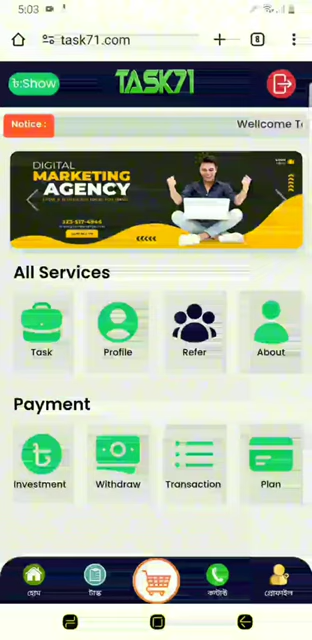 5:03
task71.com
8
৳:Show
TASK71
Notice :
Wellcome To
DIGITAL
MARKETING
AGENCY
All Services
Task
Profile
Refer
About
Payment
Investment
Withdraw
Transaction
Plan
হোম
টাস্ক
কন্টাক্ট
প্রোফাইল